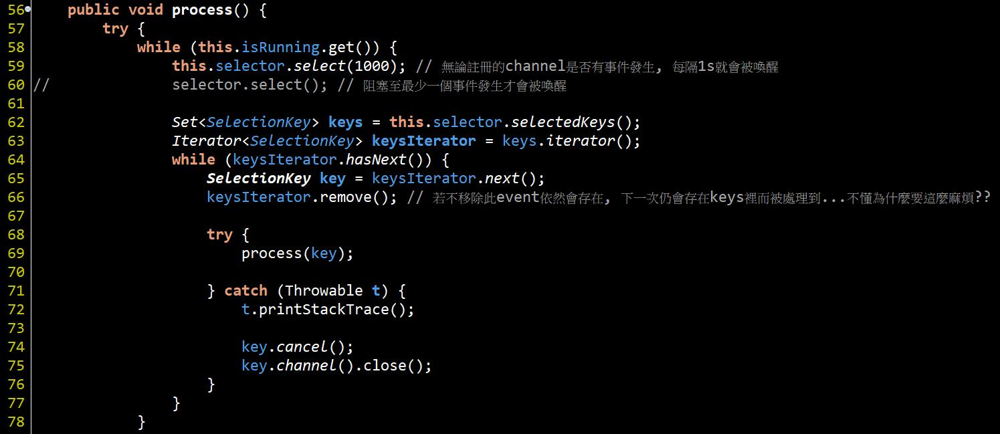 56    public void process() {
57        try {
58            while (this.isRunning.get()) {
59                this.selector.select(1000); // 無論註冊的channel是否有事件發生, 每隔1s就會被喚醒
60 //              selector.select(); // 阻塞至最少一個事件發生才會被喚醒
61
62                Set<SelectionKey> keys = this.selector.selectedKeys();
63                Iterator<SelectionKey> keysIterator = keys.iterator();
64                while (keysIterator.hasNext()) {
65                    SelectionKey key = keysIterator.next();
66                    keysIterator.remove(); // 若不移除此event依然會存在, 下一次仍會存在keys裡而被處理到...不懂為什麼要這麼麻煩??
67
68                    try {
69                        process(key);
70
71                    } catch (Throwable t) {
72                        t.printStackTrace();
73
74                        key.cancel();
75                        key.channel().close();
76                    }
77                }
78            }